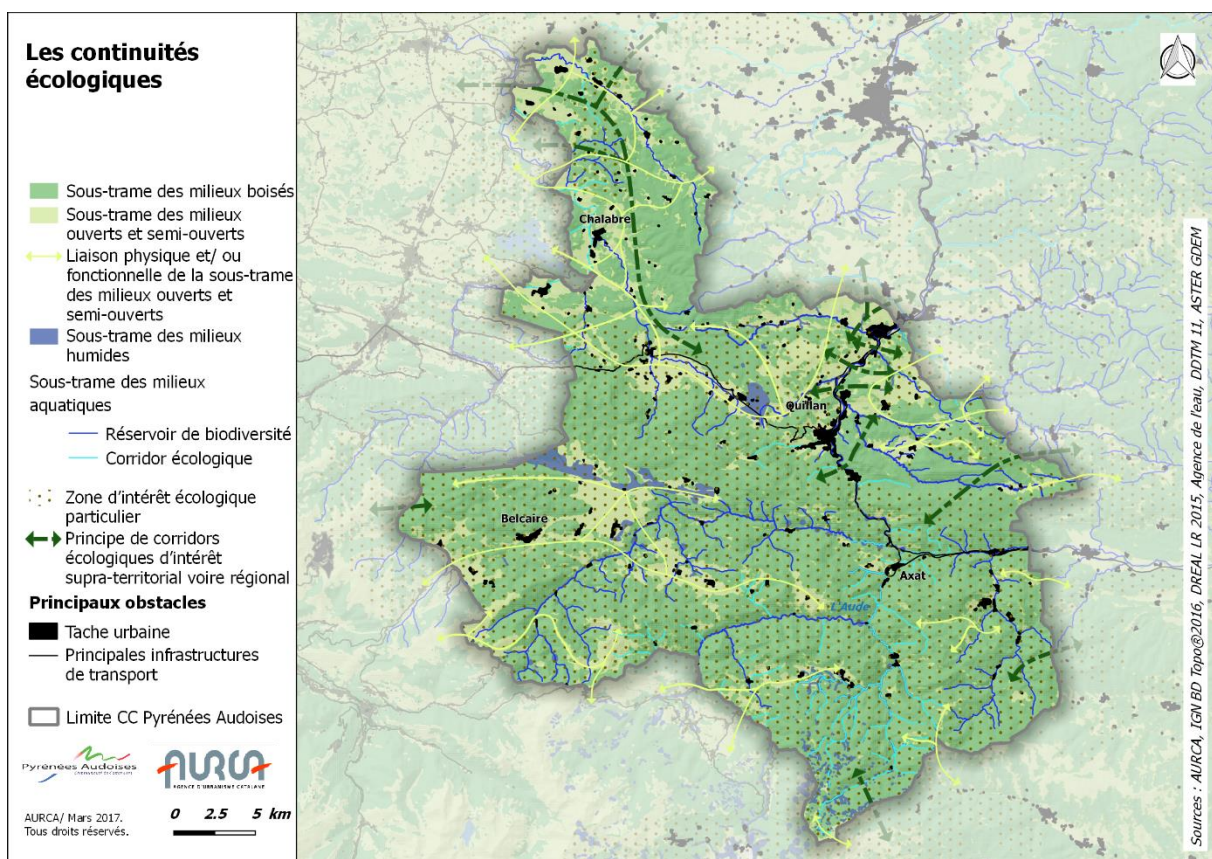 Les continuités
écologiques
Sous-trame des milieux boisés
Sous-trame des milieux
ouverts et semi-ouverts
Liaison physique et/ ou
fonctionnelle de la sous-trame
des milieux ouverts et
semi-ouverts
Sous-trame des milieux
humides
Sous-trame des milieux
aquatiques
Réservoir de biodiversité
Corridor écologique
Zone d'intérêt écologique
particulier
Principe de corridors
écologiques d'intérêt
supra-territorial voire régional
Principaux obstacles
Tache urbaine
Principales infrastructures
de transport
Limite CC Pyrénées Audoises
Pyrénées Audoises
AURCA
AGENCE D'URBANISME CATALANE
AURCA/ Mars 2017.
Tous droits réservés.
0 2.5 5 km
Chalabre
Quillan
Belcaire
Axat
L'Aude
Sources : AURCA, IGN BD Topo®2016, DREAL LR 2015, Agence de l'eau, DDTM 11, ASTER GDEM